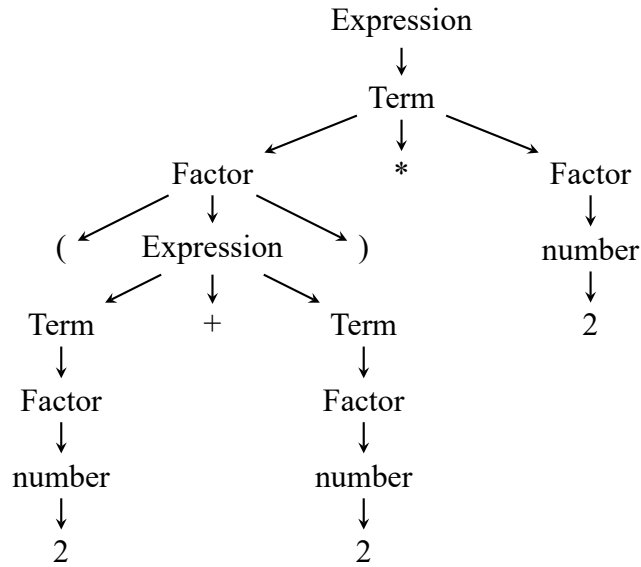 Expression
Term
Factor * Factor
( Expression ) number
Term + Term 2
Factor Factor
number number
2 2